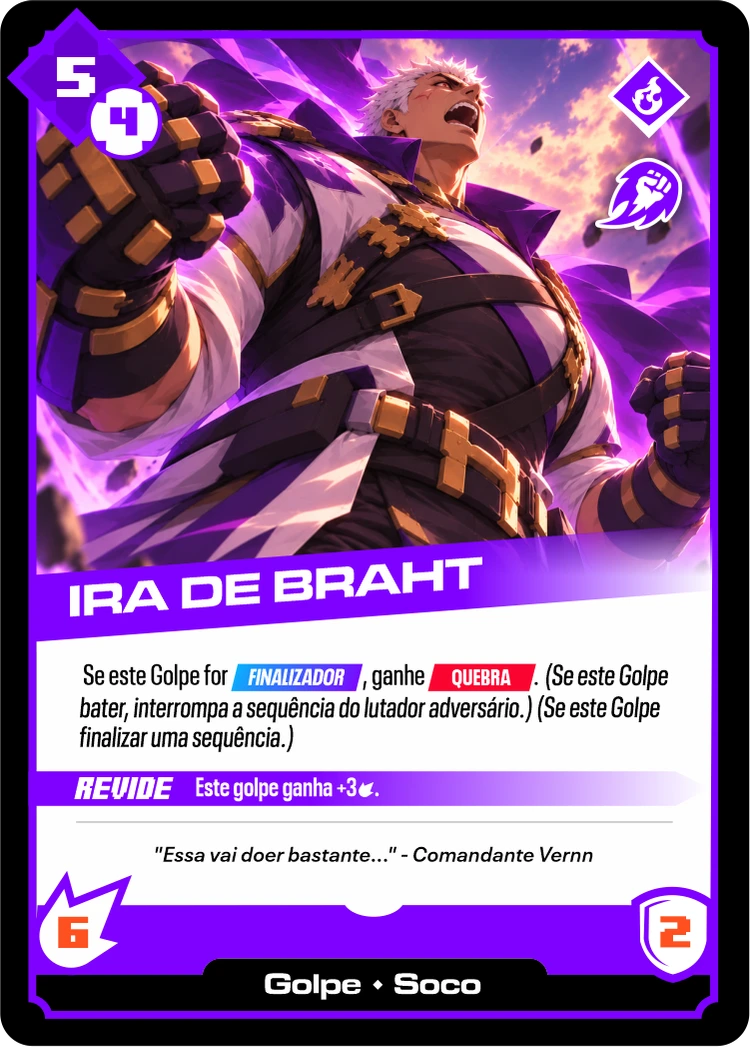 5
4
IRA DE BRAHT
Se este Golpe for FINALIZADOR, ganhe QUEBRA. (Se este Golpe
bater, interrompa a sequência do lutador adversário.) (Se este Golpe
finalizar uma sequência.)
REVIDE Este golpe ganha +3.
"Essa vai doer bastante..." - Comandante Vernn
6
2
Golpe • Soco